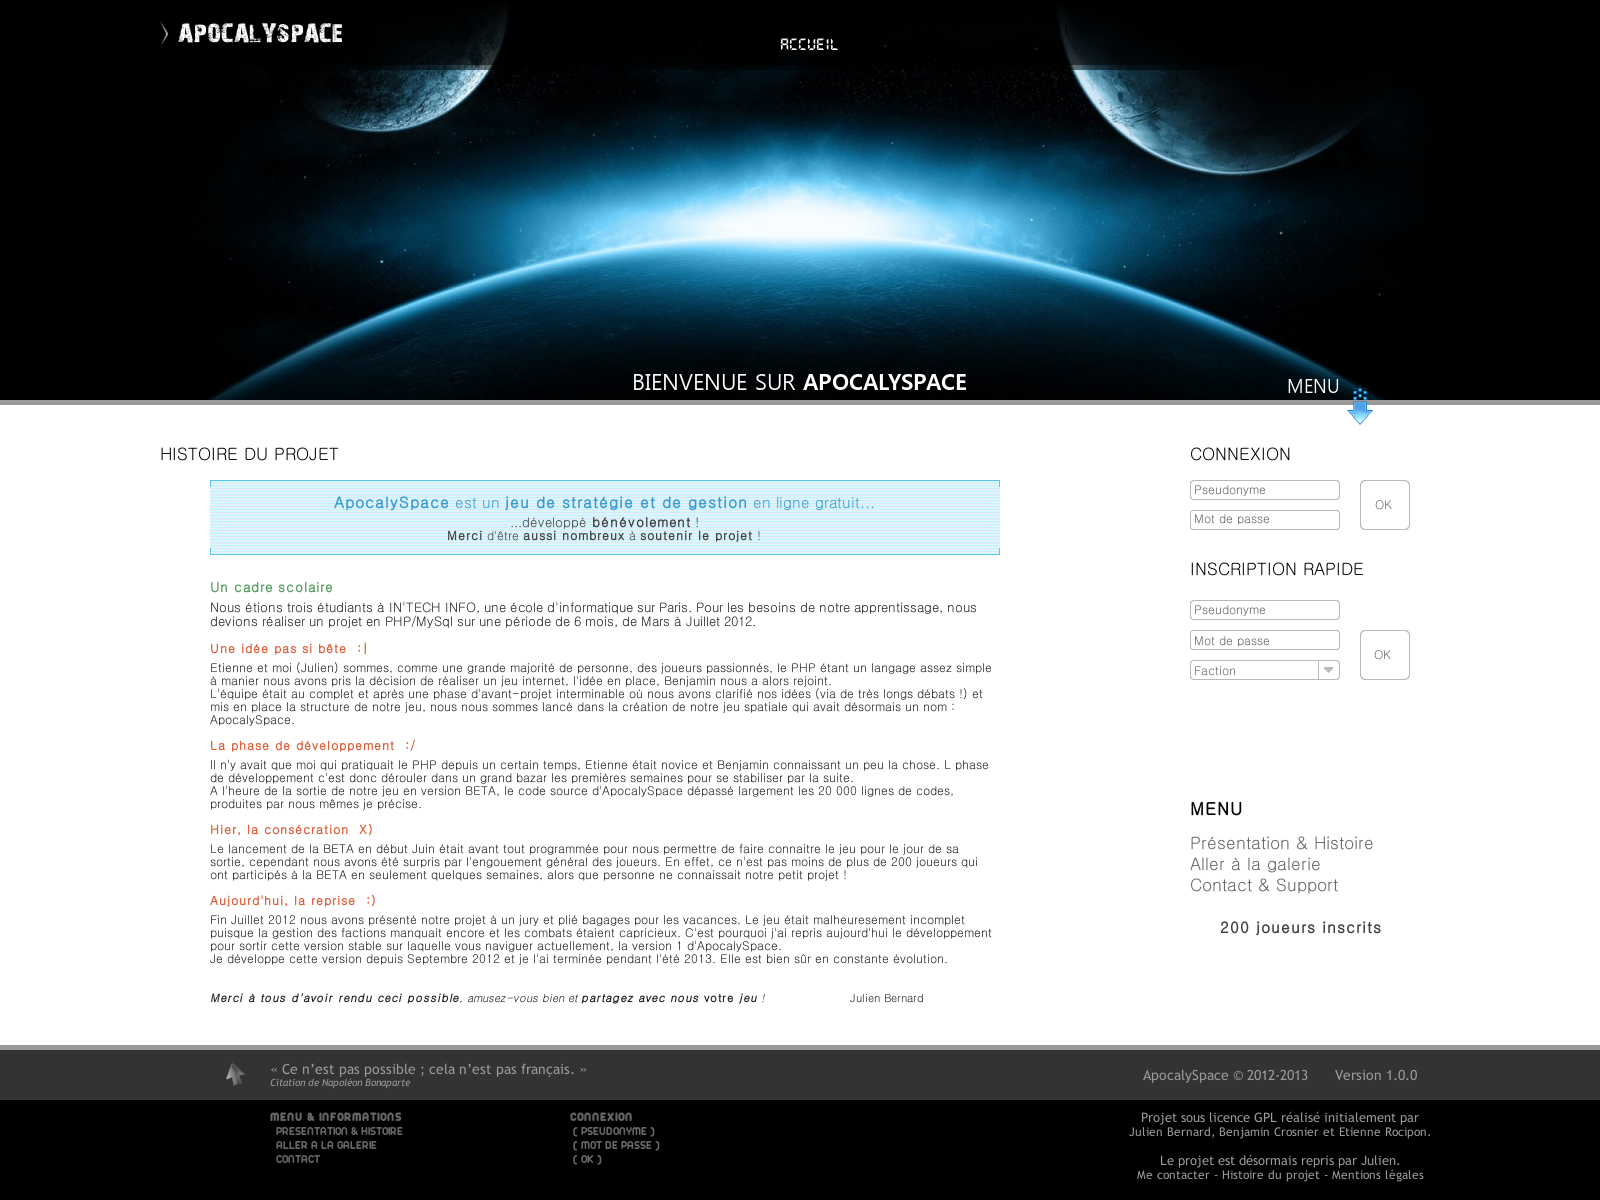 APOCALYSPACE
ACCUEIL
BIENVENUE SUR APOCALYSPACE
MENU
HISTOIRE DU PROJET
ApocalySpace est un jeu de stratégie et de gestion en ligne gratuit...
...développé bénévolement !
Merci d'être aussi nombreux à soutenir le projet !
Un cadre scolaire
Nous étions trois étudiants à IN'TECH INFO, une école d'informatique sur Paris. Pour les besoins de notre apprentissage, nous
devions réaliser un projet en PHP/MySql sur une période de 6 mois, de Mars à Juillet 2012.
Une idée pas si bête :|
Etienne et moi (Julien) sommes, comme une grande majorité de personne, des joueurs passionnés, le PHP étant un langage assez simple
à manier nous avons pris la décision de réaliser un jeu internet, l'idée en place, Benjamin nous a alors rejoint.
L'équipe était au complet et après une phase d'avant-projet interminable où nous avons clarifié nos idées (via de très longs débats !) et
mis en place la structure de notre jeu, nous nous sommes lancé dans la création de notre jeu spatiale qui avait désormais un nom :
ApocalySpace.
La phase de développement :/
Il n'y avait que moi qui pratiquait le PHP depuis un certain temps, Etienne était novice et Benjamin connaissant un peu la chose. L phase
de développement c'est donc dérouler dans un grand bazar les premières semaines pour se stabiliser par la suite.
A l'heure de la sortie de notre jeu en version BETA, le code source d'ApocalySpace dépassé largement les 20 000 lignes de codes,
produites par nous mêmes je précise.
Hier, la consécration X)
Le lancement de la BETA en début Juin était avant tout programmée pour nous permettre de faire connaitre le jeu pour le jour de sa
sortie, cependant nous avons été surpris par l'engouement général des joueurs. En effet, ce n'est pas moins de plus de 200 joueurs qui
ont participés à la BETA en seulement quelques semaines, alors que personne ne connaissait notre petit projet !
Aujourd'hui, la reprise :)
Fin Juillet 2012 nous avons présenté notre projet à un jury et plié bagages pour les vacances. Le jeu était malheuresement incomplet
puisque la gestion des factions manquait encore et les combats étaient capricieux. C'est pourquoi j'ai repris aujourd'hui le développement
pour sortir cette version stable sur laquelle vous naviguer actuellement, la version 1 d'ApocalySpace.
Je développe cette version depuis Septembre 2012 et je l'ai terminée pendant l'été 2013. Elle est bien sûr en constante évolution.
Merci à tous d'avoir rendu ceci possible, amusez-vous bien et partagez avec nous votre jeu !
Julien Bernard
CONNEXION
Pseudonyme
Mot de passe
OK
INSCRIPTION RAPIDE
Pseudonyme
Mot de passe
Faction
OK
MENU
Présentation & Histoire
Aller à la galerie
Contact & Support
200 joueurs inscrits
« Ce n'est pas possible ; cela n'est pas français. »
Citation de Napoléon Bonaparte
ApocalySpace © 2012-2013 Version 1.0.0
MENU & INFORMATIONS
PRESENTATION & HISTOIRE
ALLER A LA GALERIE
CONTACT
CONNEXION
( PSEUDONYME )
( MOT DE PASSE )
( OK )
Projet sous licence GPL réalisé initialement par
Julien Bernard, Benjamin Crosnier et Etienne Rocipon.
Le projet est désormais repris par Julien.
Me contacter - Histoire du projet - Mentions légales